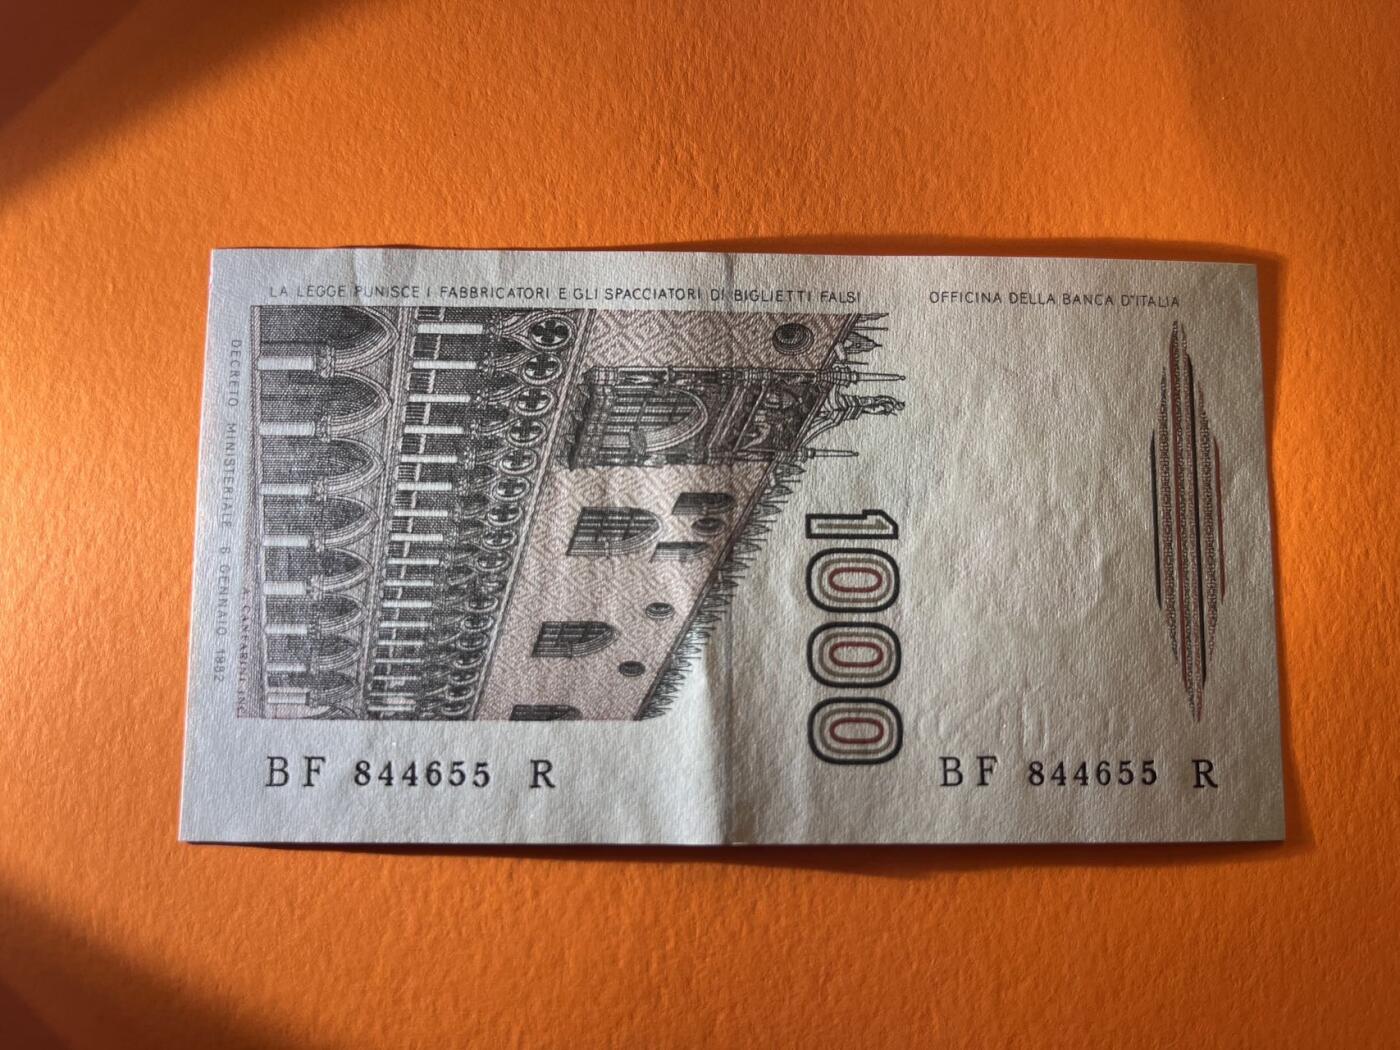 LA LEGGE PUNISCE I FABBRICATORI E GLI SPACCIATORI DI BIGLIETTI FALSI
OFFICINA DELLA BANCA D'ITALIA
DECRETO MINISTERIALE 6 GENNAIO 1982
1000
BF 844655 R
BF 844655 R